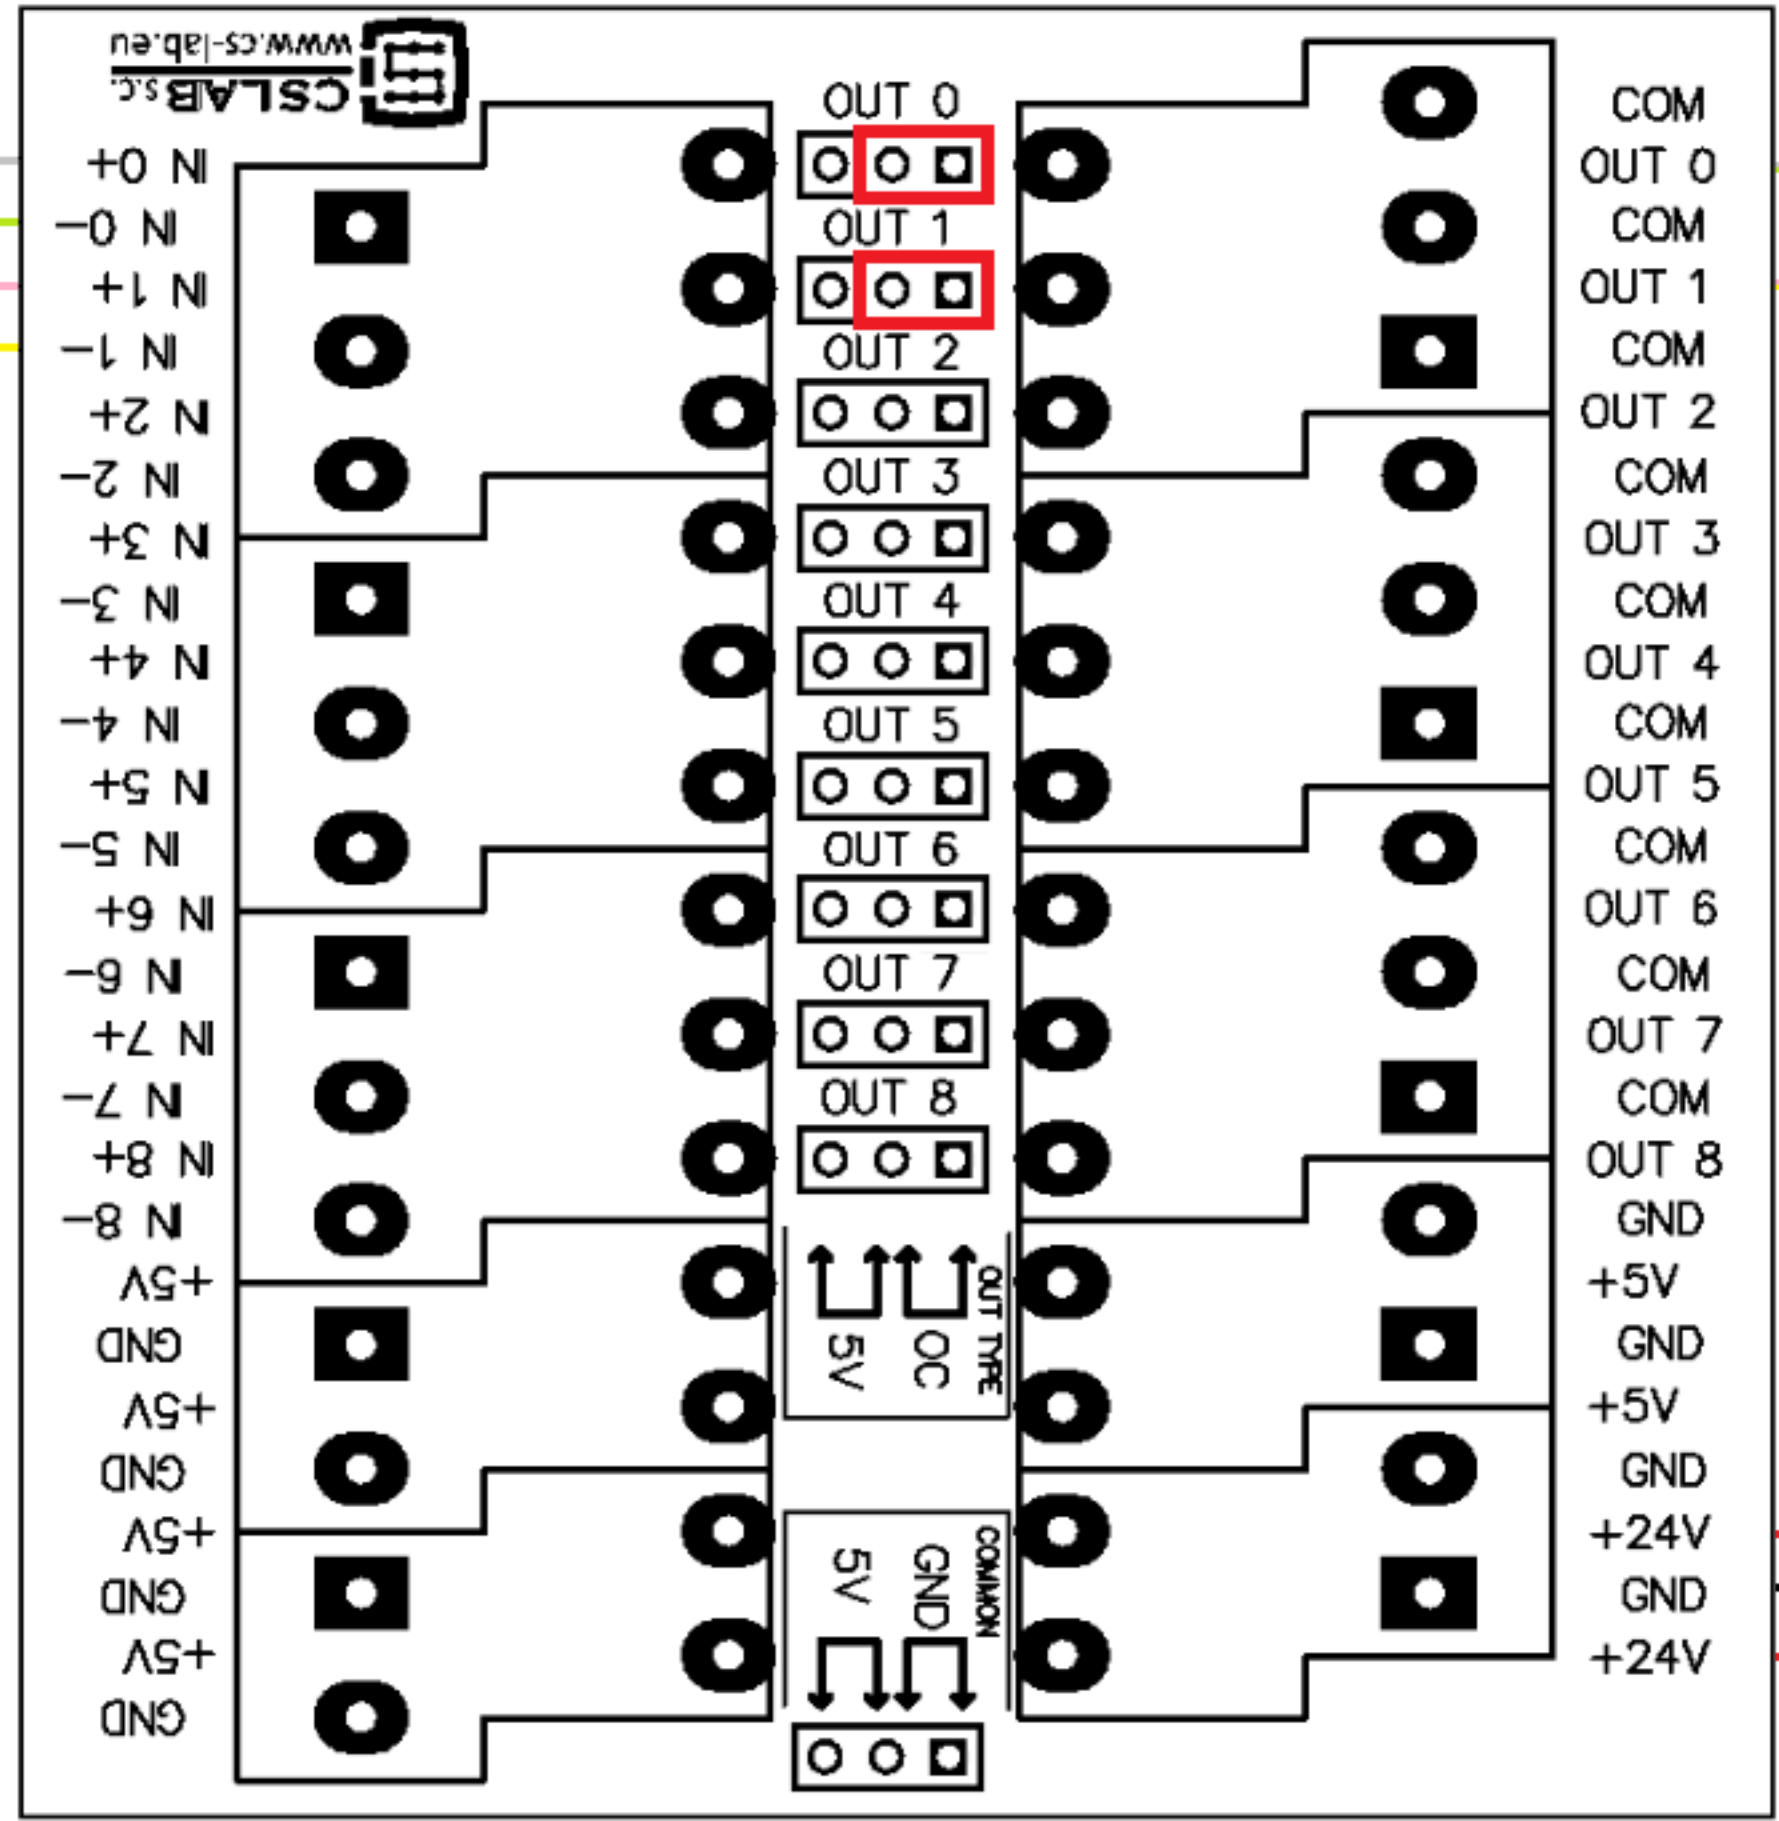 www.cs-lab.eu
CSLAB s.c.
IN 0+
IN 0-
IN 1+
IN 1-
IN 2+
IN 2-
IN 3+
IN 3-
IN 4+
IN 4-
IN 5+
IN 5-
IN 6+
IN 6-
IN 7+
IN 7-
IN 8+
IN 8-
+5V
GND
+5V
GND
+5V
GND
+5V
GND
OUT 0
OUT 1
OUT 2
OUT 3
OUT 4
OUT 5
OUT 6
OUT 7
OUT 8
5V
OC
OUT TYPE
5V
GND
COMMON
COM
OUT 0
COM
OUT 1
COM
OUT 2
COM
OUT 3
COM
OUT 4
COM
OUT 5
COM
OUT 6
COM
OUT 7
COM
OUT 8
GND
+5V
GND
+5V
GND
+24V
GND
+24V